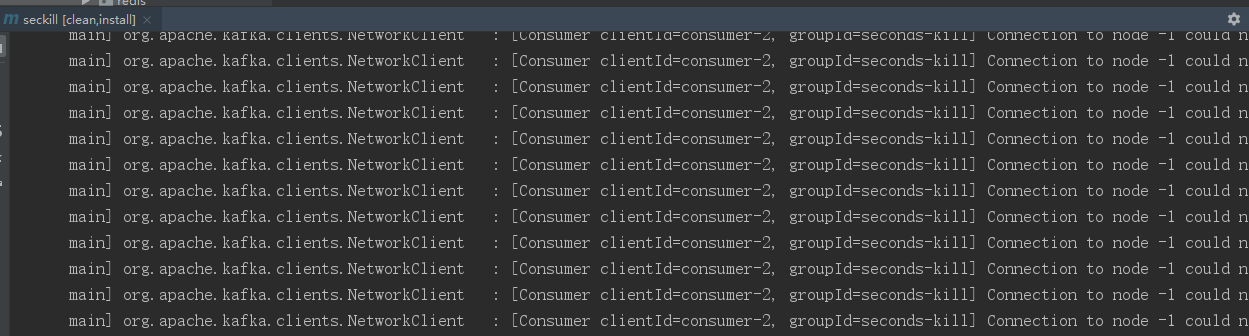 redis
seckill [clean,install] ×
main] org.apache.kafka.clients.NetworkClient : [Consumer clientId=consumer-2, groupId=seconds-kill] Connection to node -1 could n
main] org.apache.kafka.clients.NetworkClient : [Consumer clientId=consumer-2, groupId=seconds-kill] Connection to node -1 could n
main] org.apache.kafka.clients.NetworkClient : [Consumer clientId=consumer-2, groupId=seconds-kill] Connection to node -1 could n
main] org.apache.kafka.clients.NetworkClient : [Consumer clientId=consumer-2, groupId=seconds-kill] Connection to node -1 could n
main] org.apache.kafka.clients.NetworkClient : [Consumer clientId=consumer-2, groupId=seconds-kill] Connection to node -1 could n
main] org.apache.kafka.clients.NetworkClient : [Consumer clientId=consumer-2, groupId=seconds-kill] Connection to node -1 could n
main] org.apache.kafka.clients.NetworkClient : [Consumer clientId=consumer-2, groupId=seconds-kill] Connection to node -1 could n
main] org.apache.kafka.clients.NetworkClient : [Consumer clientId=consumer-2, groupId=seconds-kill] Connection to node -1 could n
main] org.apache.kafka.clients.NetworkClient : [Consumer clientId=consumer-2, groupId=seconds-kill] Connection to node -1 could n
main] org.apache.kafka.clients.NetworkClient : [Consumer clientId=consumer-2, groupId=seconds-kill] Connection to node -1 could n
main] org.apache.kafka.clients.NetworkClient : [Consumer clientId=consumer-2, groupId=seconds-kill] Connection to node -1 could n
main] org.apache.kafka.clients.NetworkClient : [Consumer clientId=consumer-2, groupId=seconds-kill] Connection to node -1 could n